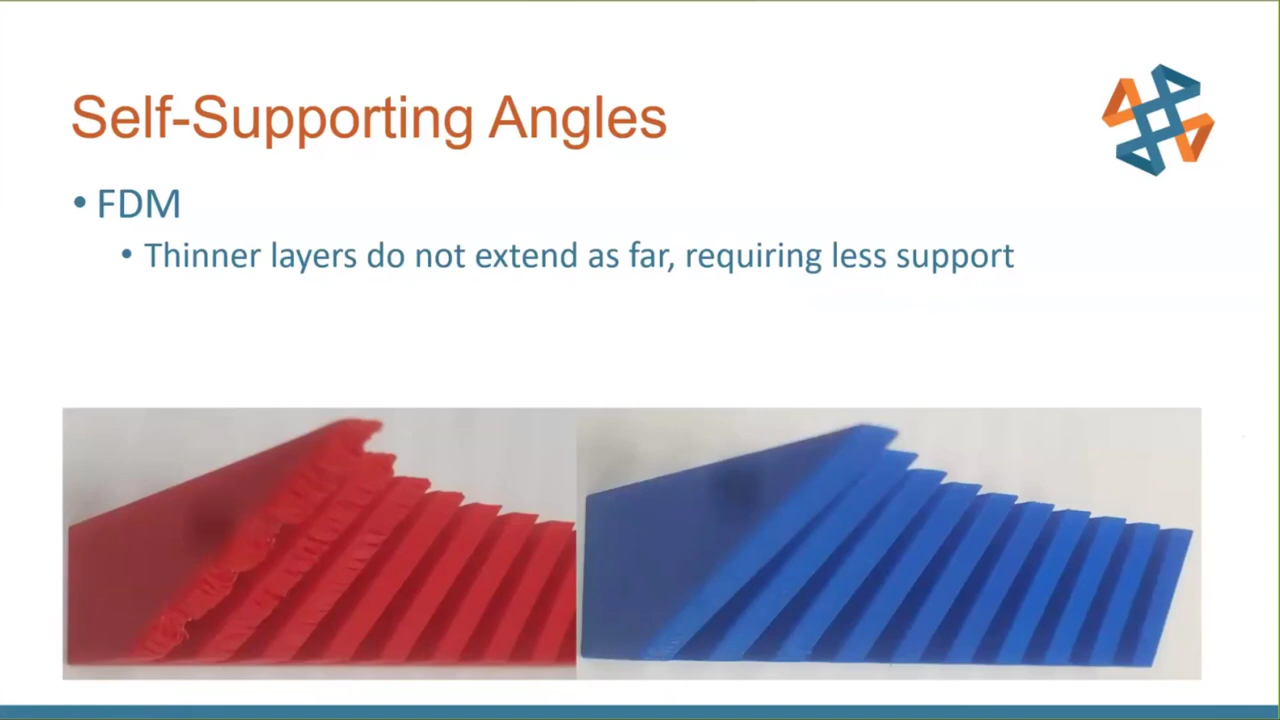 Self-Supporting Angles
• FDM
• Thinner layers do not extend as far, requiring less support